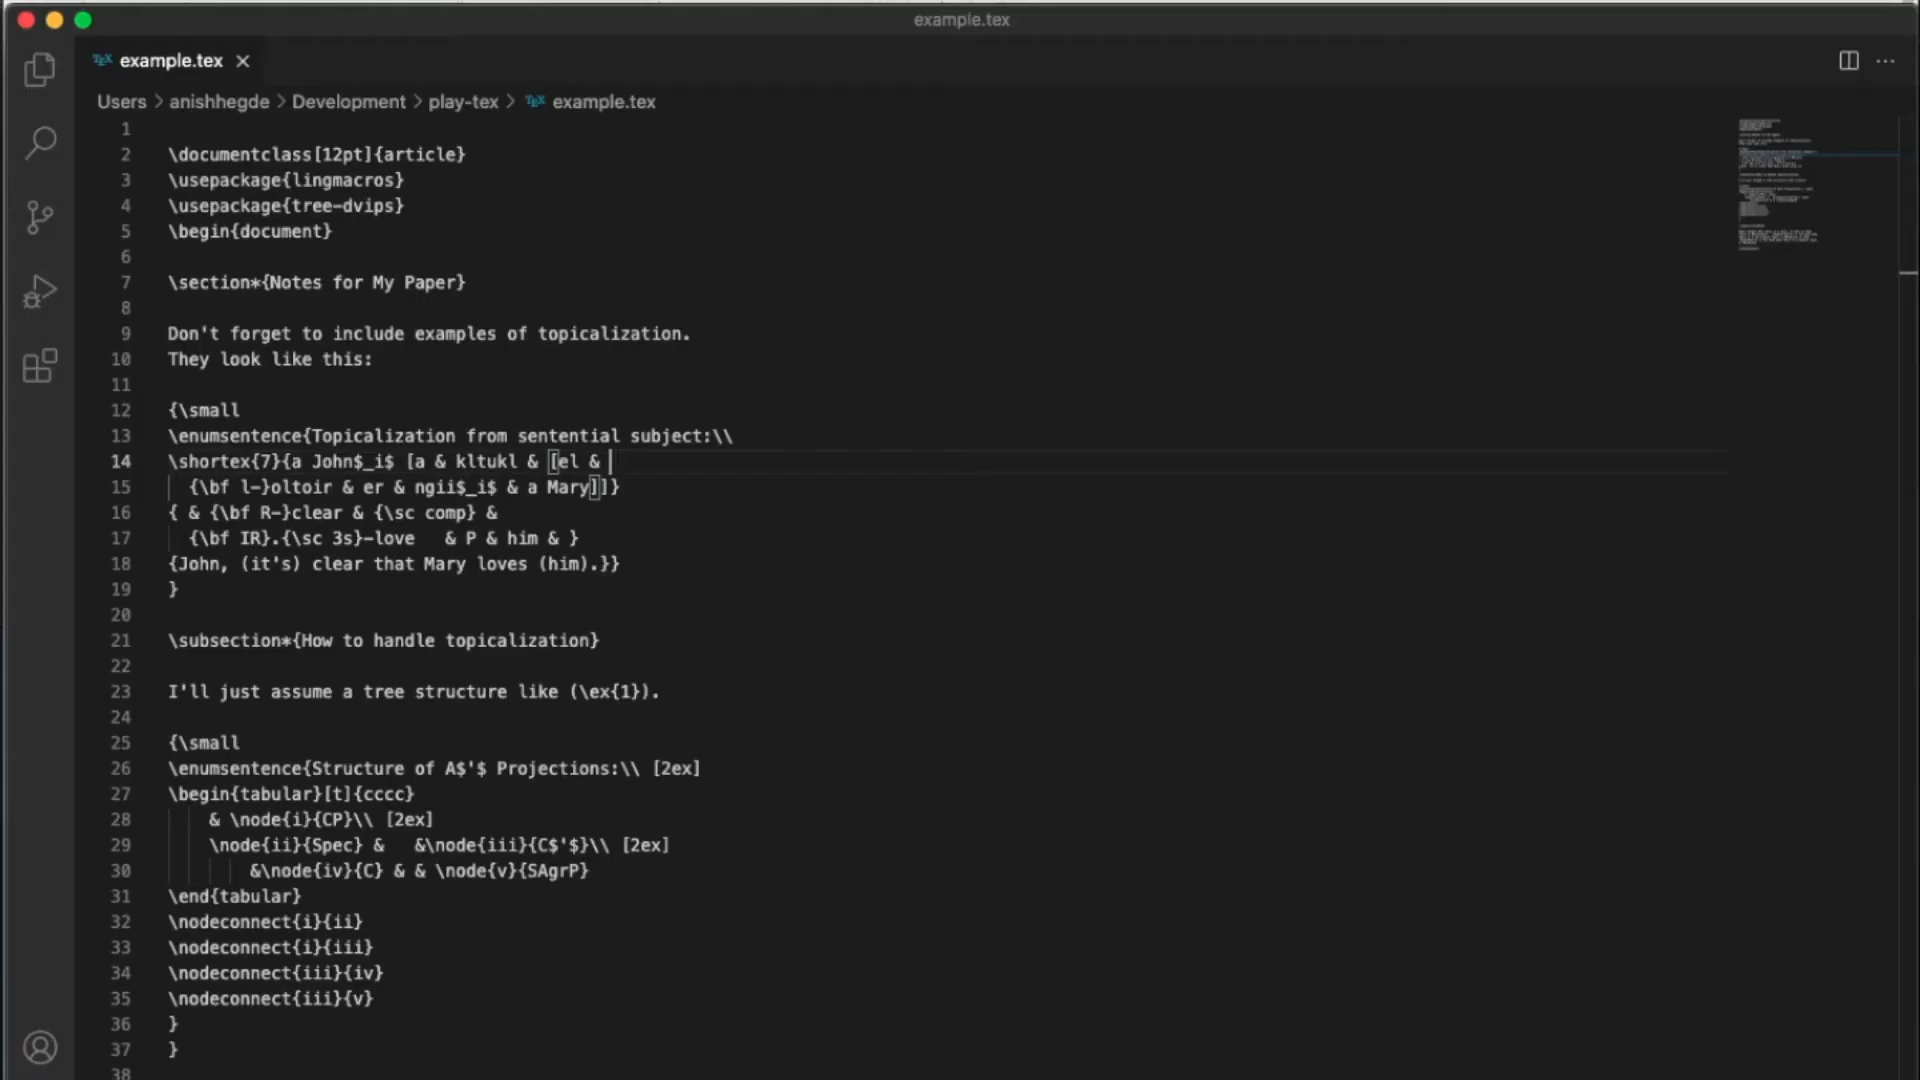 example.tex
example.tex
Users > anishhegde > Development > play-tex > example.tex
1
2 \documentclass[12pt]{article}
3 \usepackage{lingmacros}
4 \usepackage{tree-dvips}
5 \begin{document}
6
7 \section*{Notes for My Paper}
8
9 Don't forget to include examples of topicalization.
10 They look like this:
11
12 {\small
13 \enumsentence{Topicalization from sentential subject:\\
14 \shortex{7}{a John$_i$ [a & kltukl & [el &
15   {\bf l-}oltoir & er & ngii$_i$ & a Mary]]}
16 { & {\bf R-}clear & {\sc comp} &
17   {\bf IR}.{\sc 3s}-love   & P & him & }
18 {John, (it's) clear that Mary loves (him).}}
19 }
20
21 \subsection*{How to handle topicalization}
22
23 I'll just assume a tree structure like (\ex{1}).
24
25 {\small
26 \enumsentence{Structure of A$'$ Projections:\\ [2ex]
27 \begin{tabular}[t]{cccc}
28     & \node{i}{CP}\\ [2ex]
29     \node{ii}{Spec} &   &\node{iii}{C$'$}\\ [2ex]
30         &\node{iv}{C} & & \node{v}{SAgrP}
31 \end{tabular}
32 \nodeconnect{i}{ii}
33 \nodeconnect{i}{iii}
34 \nodeconnect{iii}{iv}
35 \nodeconnect{iii}{v}
36 }
37 }
38